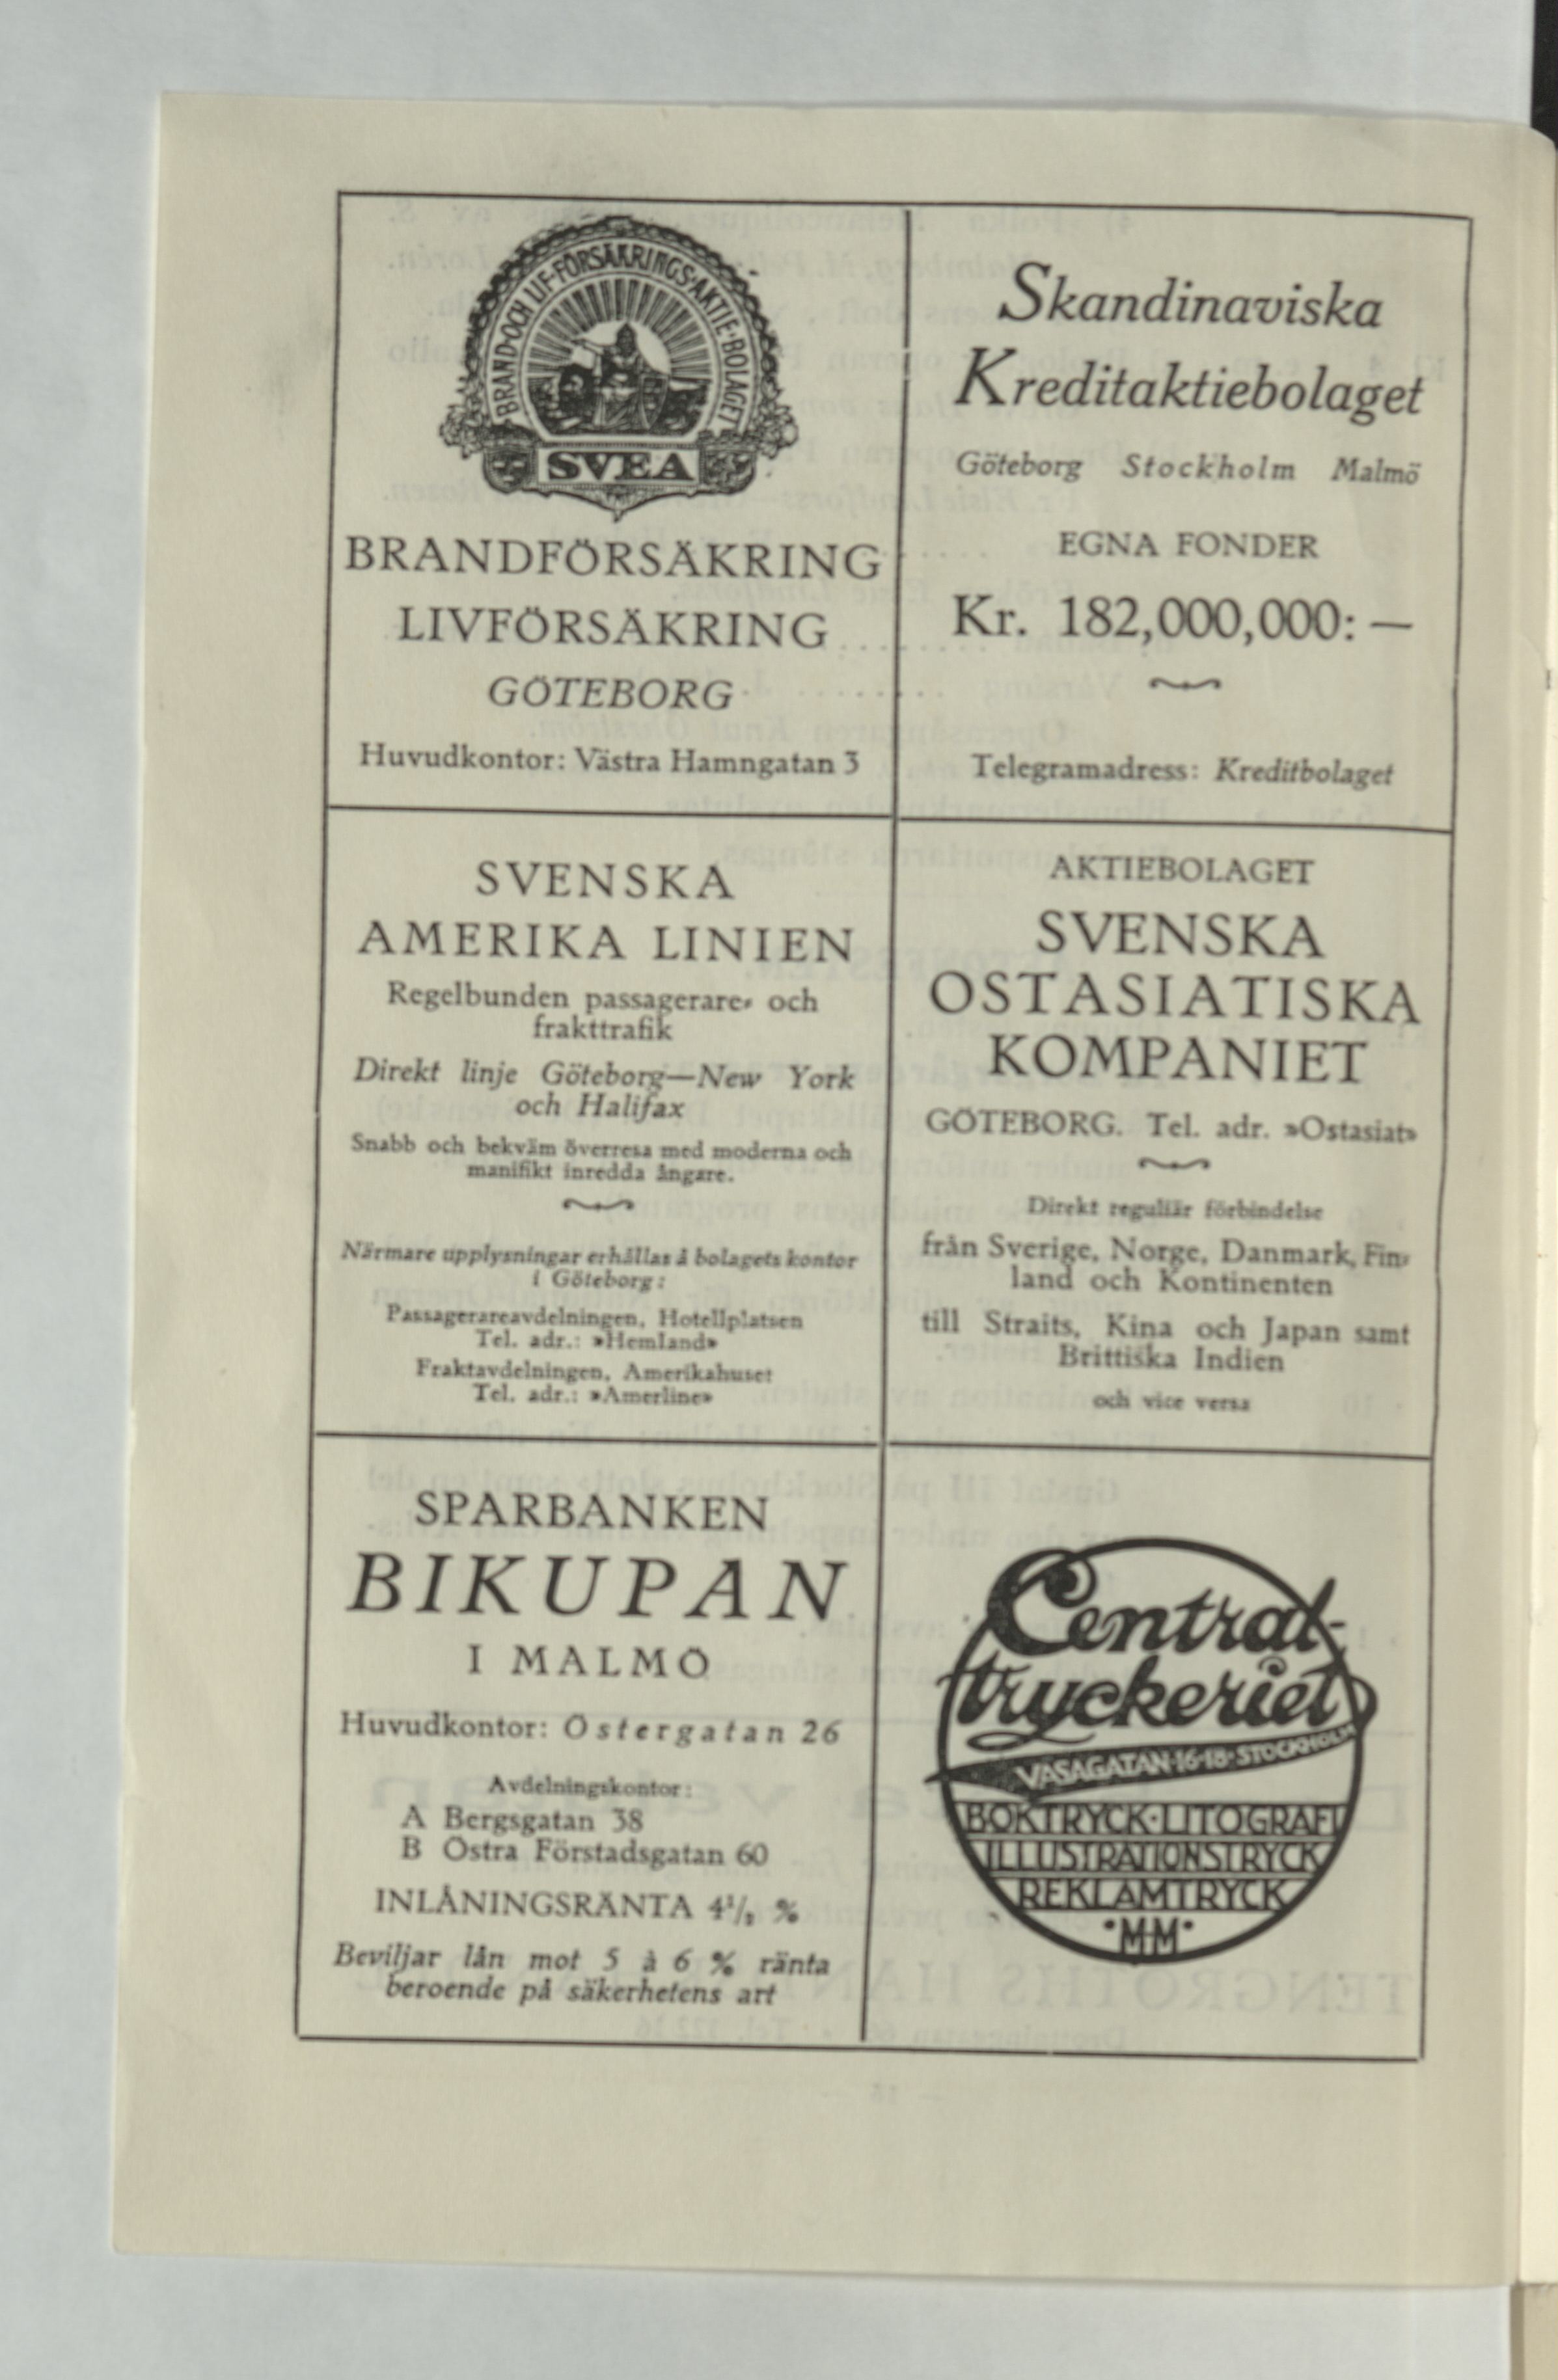 BRAND-OCH LIF-FÖRSÄKRINGS-AKTIE-BOLAGET
SVEA
BRANDFÖRSÄKRING
LIVFÖRSÄKRING
GÖTEBORG
Huvudkontor: Västra Hamngatan 3
Skandinaviska
Kreditaktiebolaget
Göteborg Stockholm Malmö
EGNA FONDER
Kr. 182,000,000: —
Telegramadress: Kreditbolaget
SVENSKA
AMERIKA LINIEN
Regelbunden passagerare- och
frakttrafik
Direkt linje Göteborg—New York
och Halifax
Snabb och bekväm överresa med moderna och
manifikt inredda ångare.
Närmare upplysningar erhållas å bolagets kontor
i Göteborg:
Passagerareavdelningen, Hotellplatsen
Tel. adr.: »Hemland»
Fraktavdelningen, Amerikahuset
Tel. adr.: »Amerline»
AKTIEBOLAGET
SVENSKA
OSTASIATISKA
KOMPANIET
GÖTEBORG. Tel. adr. »Ostasiat»
Direkt reguliär förbindelse
från Sverige, Norge, Danmark, Fin-
land och Kontinenten
till Straits, Kina och Japan samt
Brittiska Indien
och vice versa
SPARBANKEN
BIKUPAN
I MALMÖ
Huvudkontor: Östergatan 26
Avdelningskontor:
A Bergsgatan 38
B Östra Förstadsgatan 60
INLÅNINGSRÄNTA 4 1/2 %
Beviljar lån mot 5 à 6 % ränta
beroende på säkerhetens art
Central-
tryckeriet
VASAGATAN·16-18·STOCKHOLM
BOKTRYCK·LITOGRAFI
ILLUSTRATIONSTRYCK
REKLAMTRYCK
·MM·